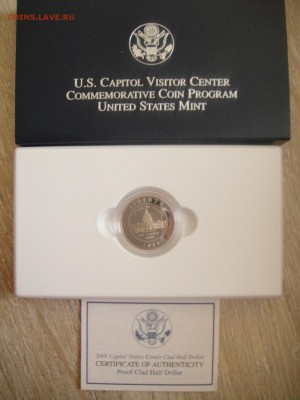 COINS.LAVE.RU
U.S. CAPITOL VISITOR CENTER
COMMEMORATIVE COIN PROGRAM
UNITED STATES MINT
LIBERTY
2001 Capitol Visitor Center Clad Half Dollar
CERTIFICATE OF AUTHENTICITY
Proof Clad Half Dollar